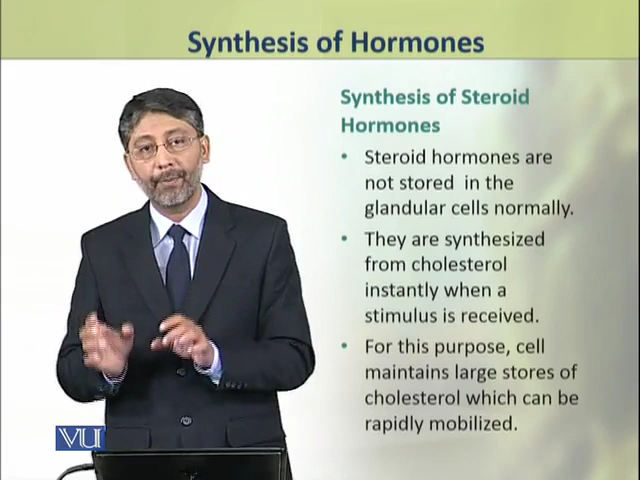 Synthesis of Hormones
Synthesis of Steroid
Hormones
• Steroid hormones are
not stored in the
glandular cells normally.
• They are synthesized
from cholesterol
instantly when a
stimulus is received.
• For this purpose, cell
maintains large stores of
cholesterol which can be
rapidly mobilized.
VU